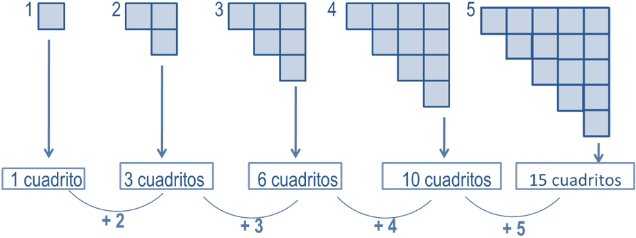 1 2 3 4 5
1 cuadrito 3 cuadritos 6 cuadritos 10 cuadritos 15 cuadritos
+ 2 + 3 + 4 + 5